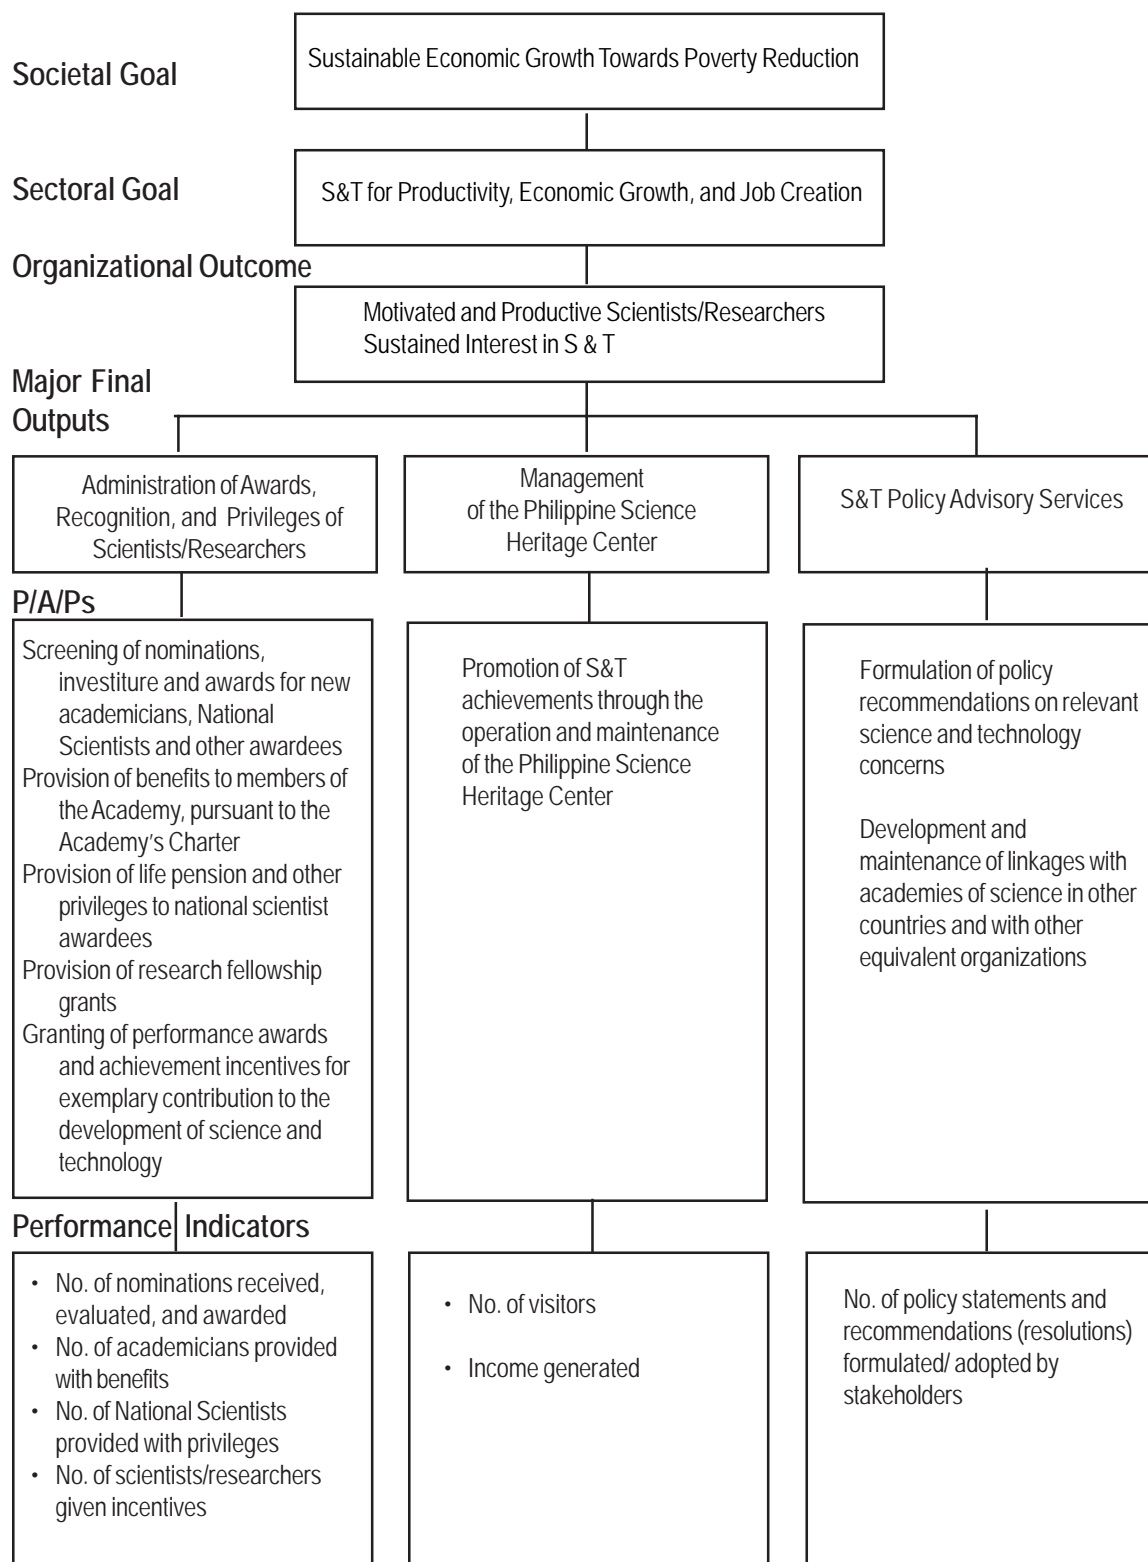 Societal Goal
Sustainable Economic Growth Towards Poverty Reduction
Sectoral Goal
S&T for Productivity, Economic Growth, and Job Creation
Organizational Outcome
Motivated and Productive Scientists/Researchers
Sustained Interest in S & T
Major Final
Outputs
Administration of Awards,
Recognition, and Privileges of
Scientists/Researchers
Management
of the Philippine Science
Heritage Center
S&T Policy Advisory Services
P/A/Ps
Screening of nominations,
investiture and awards for new
academicians, National
Scientists and other awardees
Provision of benefits to members of
the Academy, pursuant to the
Academy's Charter
Provision of life pension and other
privileges to national scientist
awardees
Provision of research fellowship
grants
Granting of performance awards
and achievement incentives for
exemplary contribution to the
development of science and
technology
Promotion of S&T
achievements through the
operation and maintenance
of the Philippine Science
Heritage Center
Formulation of policy
recommendations on relevant
science and technology
concerns
Development and
maintenance of linkages with
academies of science in other
countries and with other
equivalent organizations
Performance Indicators
• No. of nominations received,
evaluated, and awarded
• No. of academicians provided
with benefits
• No. of National Scientists
provided with privileges
• No. of scientists/researchers
given incentives
• No. of visitors
• Income generated
No. of policy statements and
recommendations (resolutions)
formulated/ adopted by
stakeholders